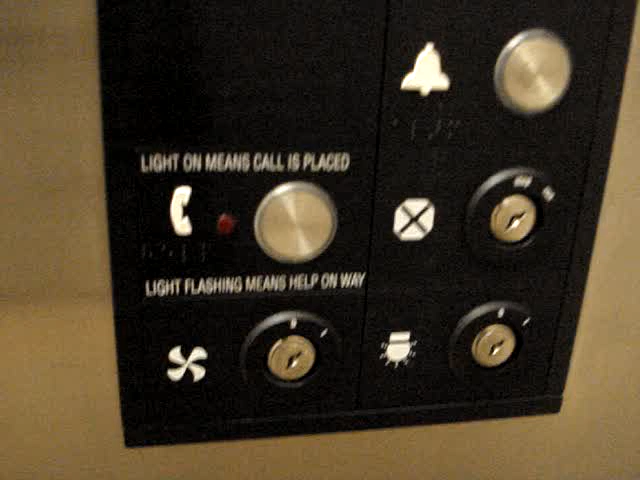 LIGHT ON MEANS CALL IS PLACED
LIGHT FLASHING MEANS HELP ON WAY